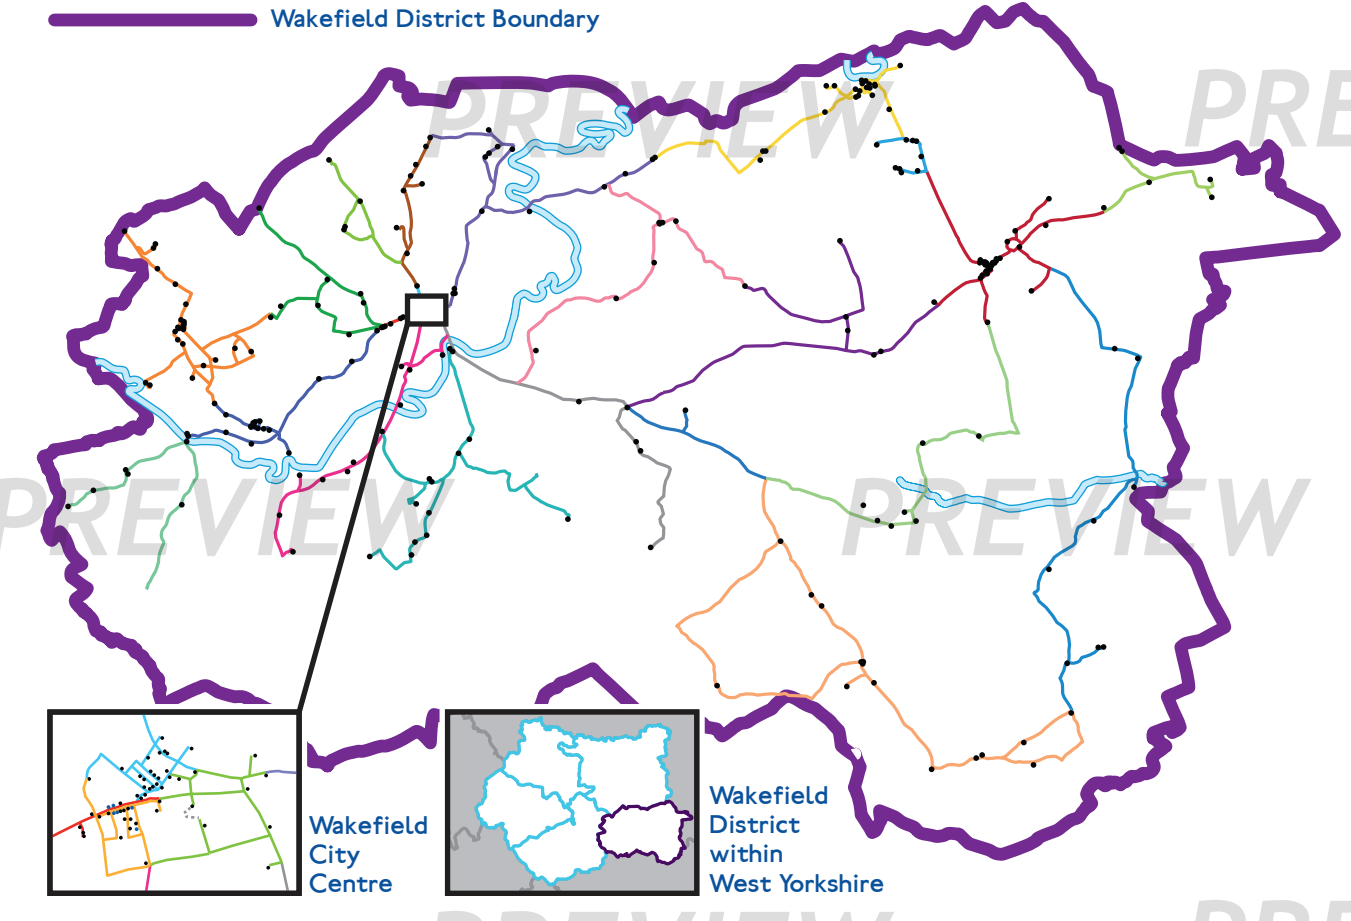 Wakefield District Boundary
PREVIEW
PRE
PREVIEW
PREVIEW
Wakefield
City
Centre
Wakefield
District
within
West Yorkshire